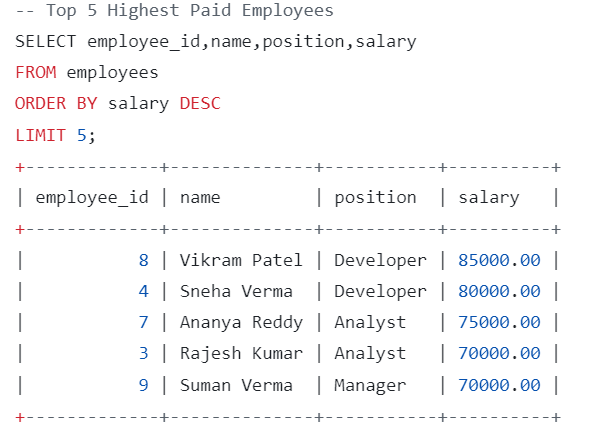 -- Top 5 Highest Paid Employees
SELECT employee_id,name,position,salary
FROM employees
ORDER BY salary DESC
LIMIT 5;
+-------------+--------------+-----------+----------+
| employee_id | name         | position  | salary   |
+-------------+--------------+-----------+----------+
|           8 | Vikram Patel | Developer | 85000.00 |
|           4 | Sneha Verma  | Developer | 80000.00 |
|           7 | Ananya Reddy | Analyst   | 75000.00 |
|           3 | Rajesh Kumar | Analyst   | 70000.00 |
|           9 | Suman Verma  | Manager   | 70000.00 |
+-------------+--------------+-----------+----------+